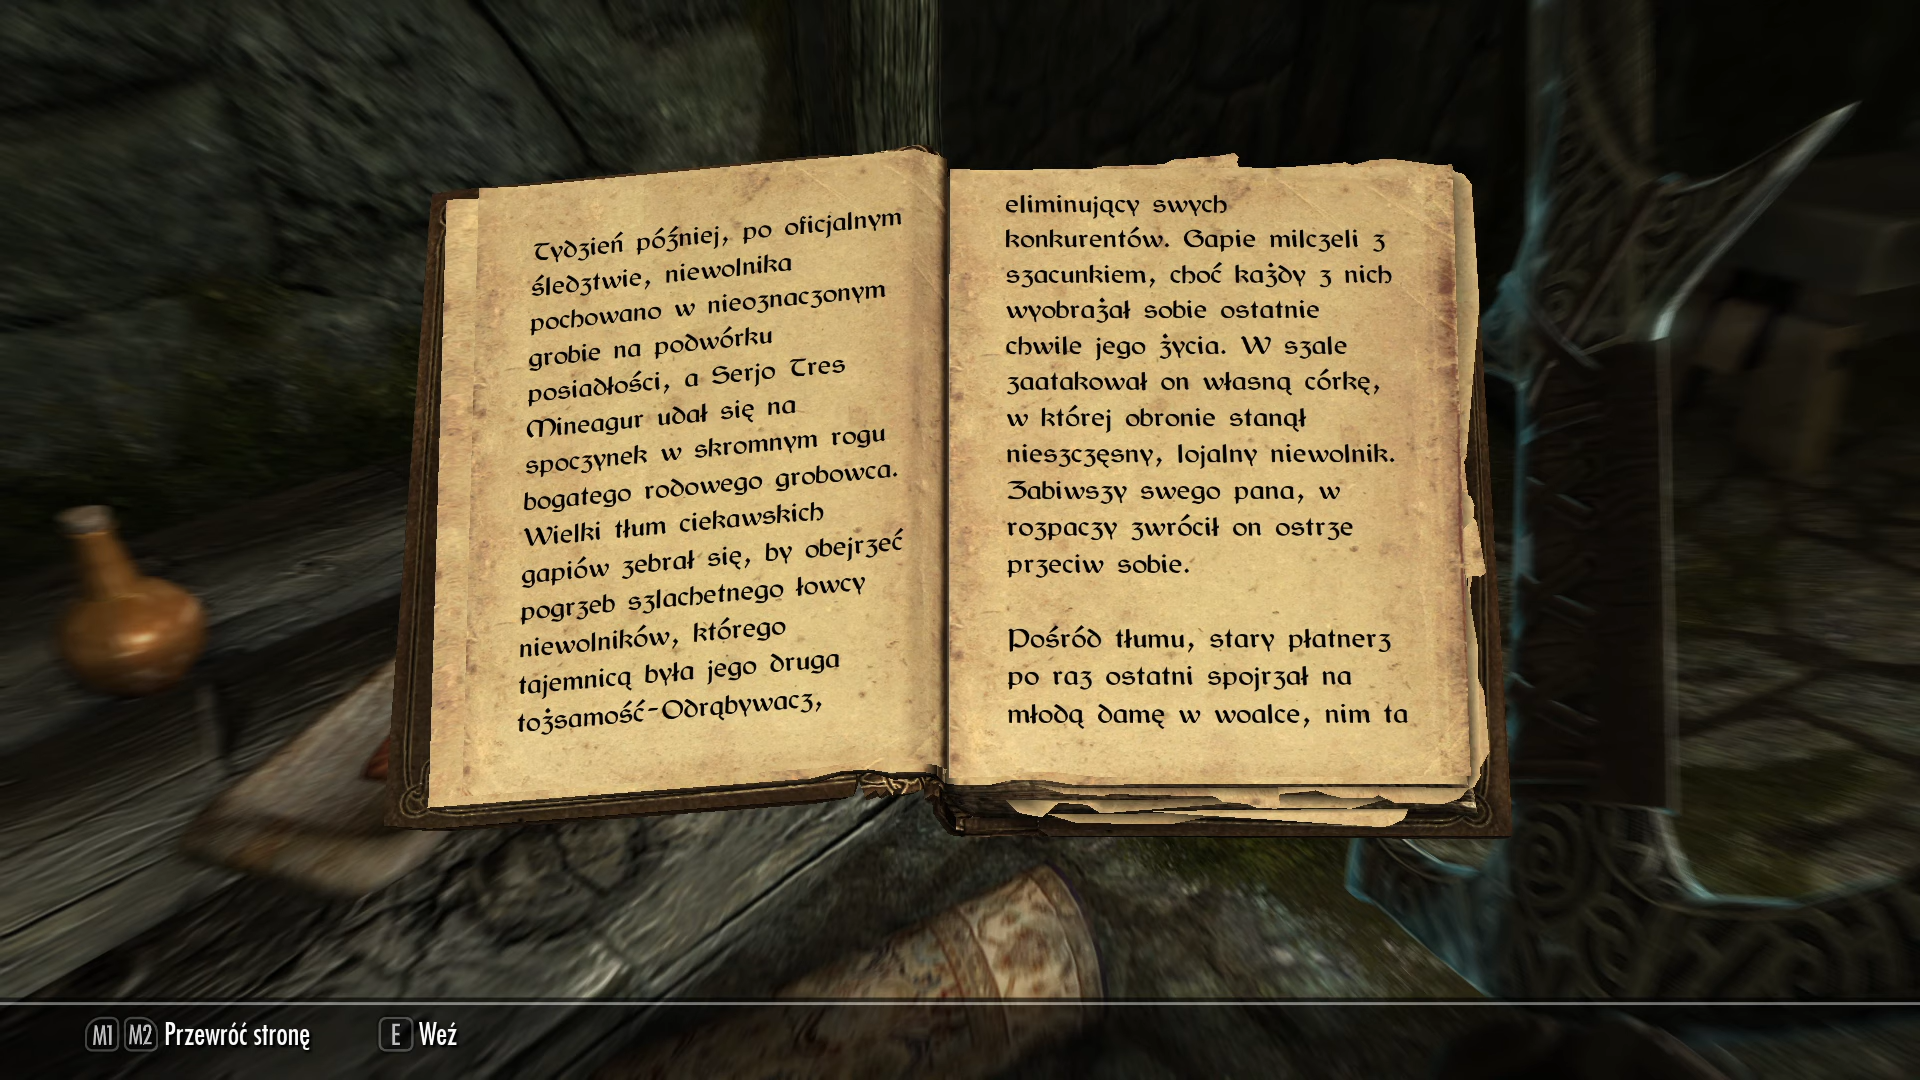 Tydzień później, po oficjalnym
śledztwie, niewolnika
pochowano w nieoznaczonym
grobie na podwórku
posiadłości, a Serjo Tres
Mineagur udał się na
spoczynek w skromnym rogu
bogatego rodowego grobowca.
Wielki tłum ciekawskich
gapiów zebrał się, by obejrzeć
pogrzeb szlachetnego łowcy
niewolników, którego
tajemnicą była jego druga
tożsamość-Odrąbywacz,
eliminujący swych
konkurentów. Gapie milczeli z
szacunkiem, choć każdy z nich
wyobrażał sobie ostatnie
chwile jego życia. W szale
zaatakował on własną córkę,
w której obronie stanął
nieszczęsny, lojalny niewolnik.
Zabiwszy swego pana, w
rozpaczy zwrócił on ostrze
przeciw sobie.
Pośród tłumu, stary płatnerz
po raz ostatni spojrzał na
młodą damę w woalce, nim ta
M1 M2 Przewróć stronę E Weź